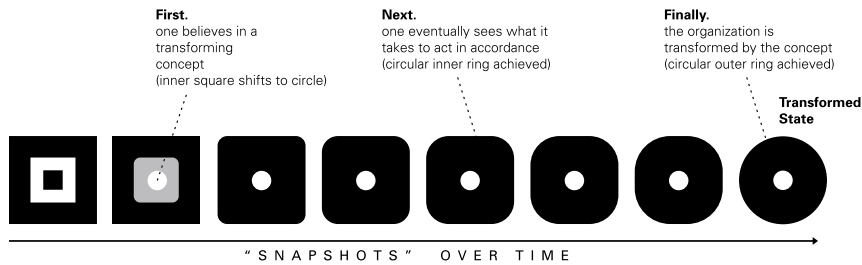 First.
one believes in a
transforming
concept
(inner square shifts to circle)
Next.
one eventually sees what it
takes to act in accordance
(circular inner ring achieved)
Finally.
the organization is
transformed by the concept
(circular outer ring achieved)
Transformed
State
“SNAPSHOTS” OVER TIME